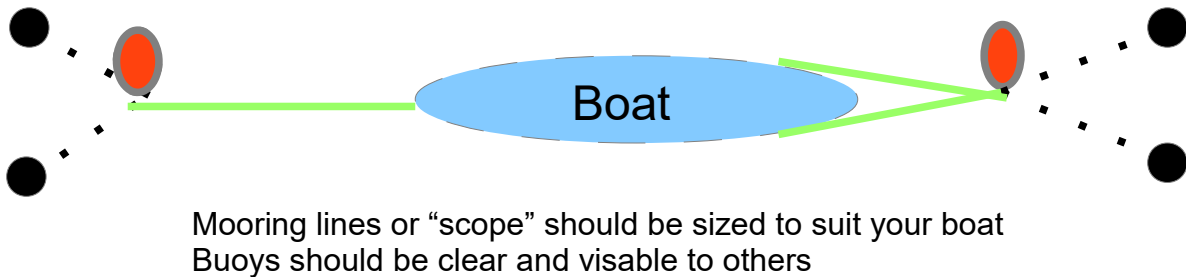 Boat
Mooring lines or “scope” should be sized to suit your boat
Buoys should be clear and visable to others